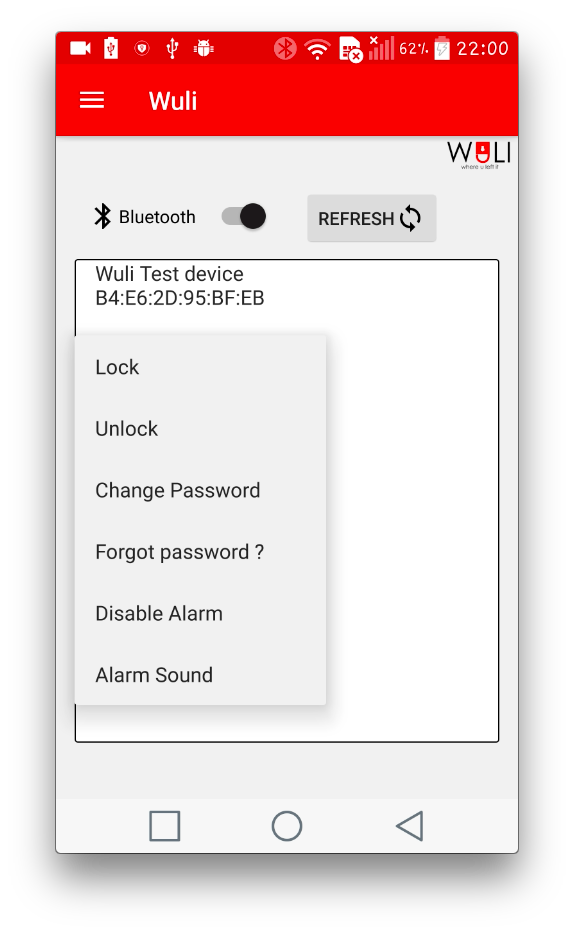 62% 22:00
Wuli
WULI
where u left it
Bluetooth
REFRESH
Wuli Test device
B4:E6:2D:95:BF:EB
Lock
Unlock
Change Password
Forgot password ?
Disable Alarm
Alarm Sound